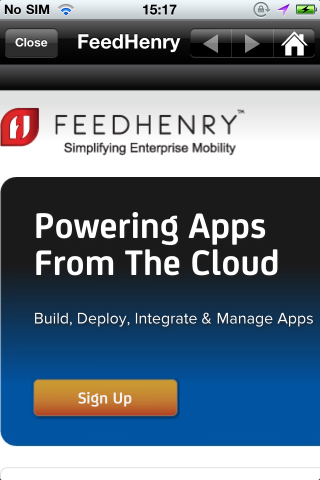 No SIM 15:17
Close FeedHenry
FEEDHENRY™
Simplifying Enterprise Mobility
Powering Apps
From The Cloud
Build, Deploy, Integrate & Manage Apps
Sign Up